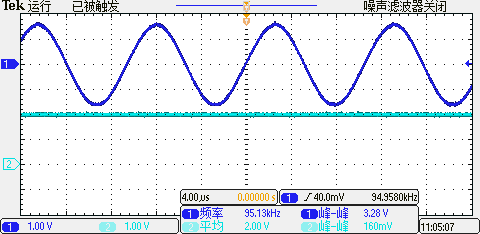 Tek 运行 已被触发 噪声滤波器关闭
1
2
4.00μs 0.00000 s 1 ∫ 40.0mV 94.9580kHz
1 频率 95.13kHz 1 峰–峰 3.28 V
2 平均 2.00 V 2 峰–峰 160mV
1 1.00 V 2 1.00 V 11:05:07